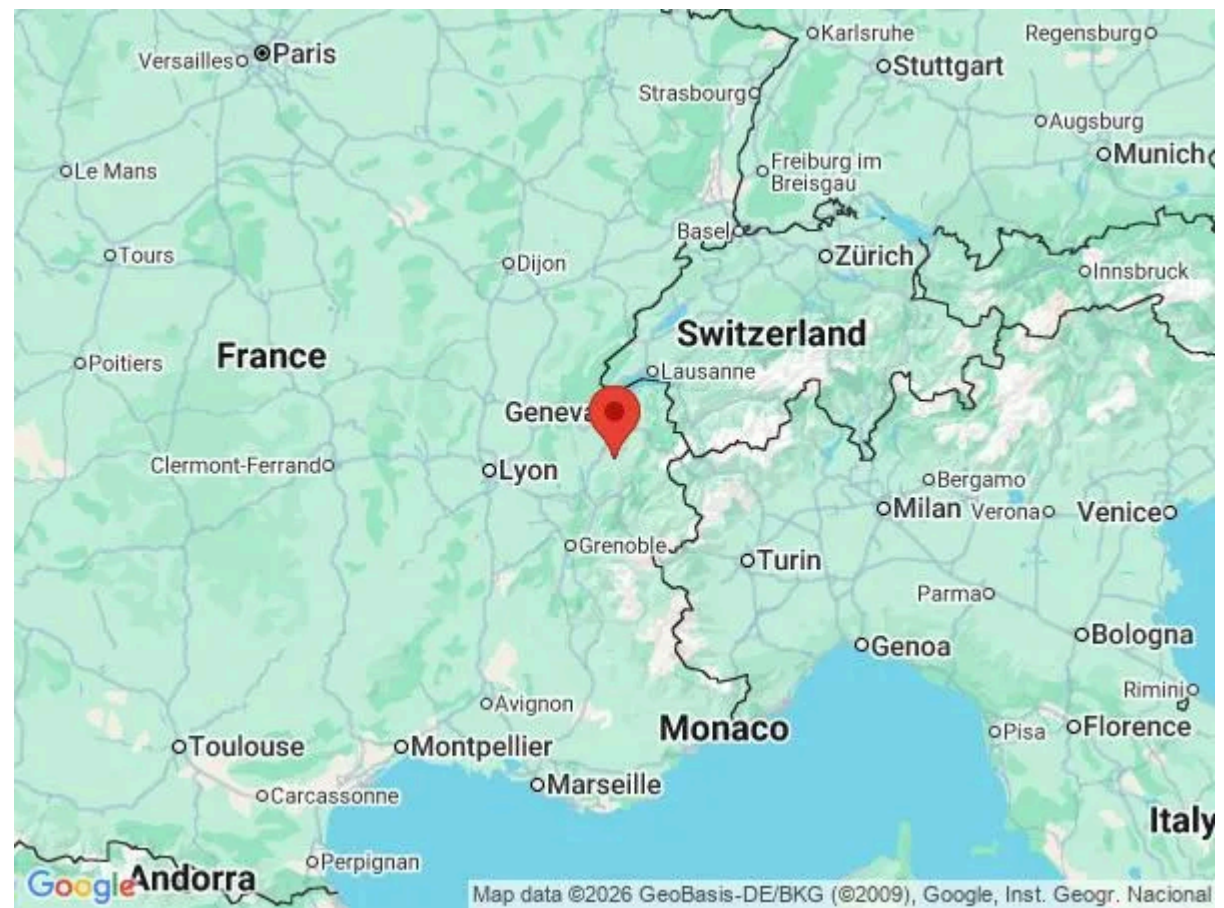 Karlsruhe
Regensburg
Versailles
Paris
Stuttgart
Strasbourg
Augsburg
Munich
Le Mans
Freiburg im
Breisgau
Basel
Tours
Dijon
Zürich
Innsbruck
Switzerland
Poitiers
France
Lausanne
Geneva
Clermont-Ferrand
Lyon
Bergamo
Milan
Verona
Venice
Grenoble
Turin
Parma
Bologna
Genoa
Rimini
Avignon
Monaco
Pisa
Florence
Toulouse
Montpellier
Marseille
Carcassonne
Italy
Perpignan
Andorra
Google
Map data ©2026 GeoBasis-DE/BKG (©2009), Google, Inst. Geogr. Nacional